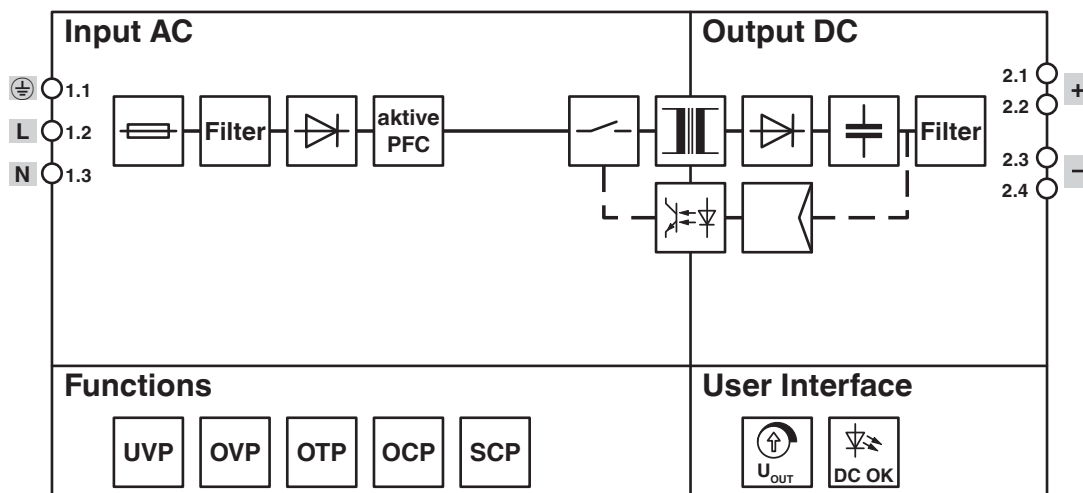 Input AC
Output DC
1.1
L 1.2
N 1.3
Filter
aktive
PFC
Filter
2.1
2.2
+
2.3
2.4
–
Functions
User Interface
UVP
OVP
OTP
OCP
SCP
UOUT
DC OK